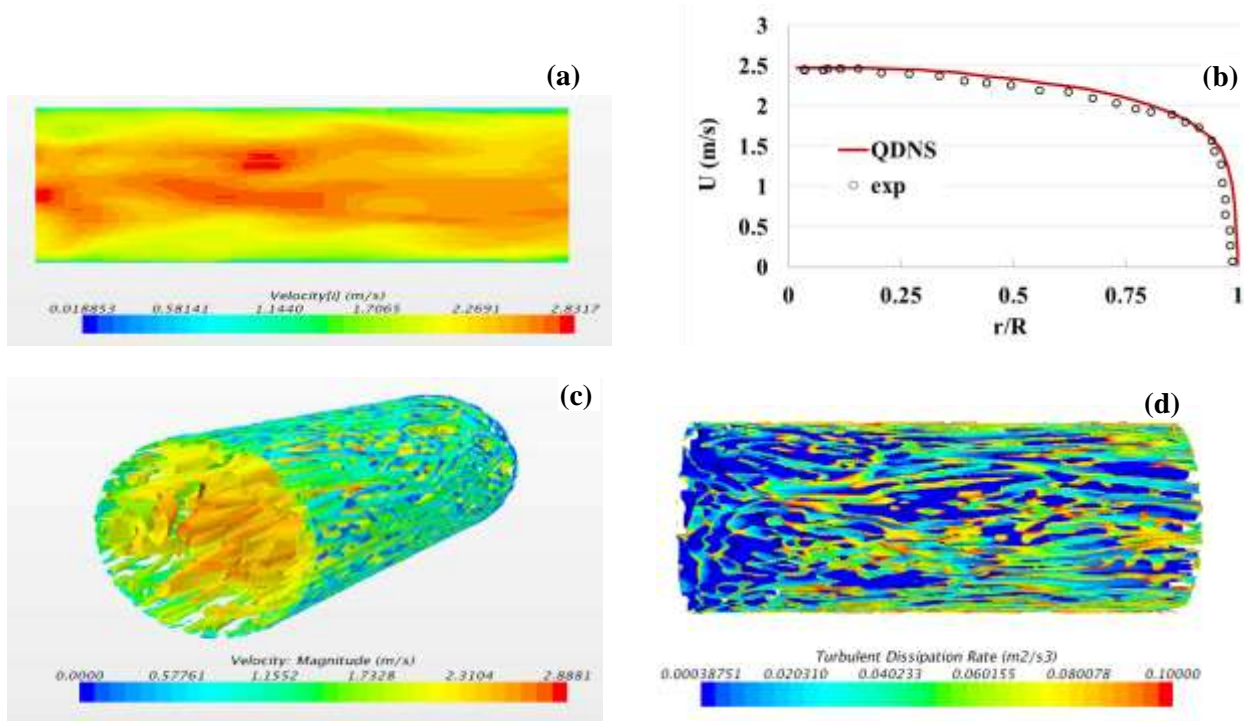 (a)
Velocity[i] (m/s)
0.018853 0.58141 1.1440 1.7065 2.2691 2.8317
(b)
3
2.5
2
1.5
1
0.5
0
U (m/s)
QDNS
exp
0 0.25 0.5 0.75 1
r/R
(c)
Velocity: Magnitude (m/s)
0.0000 0.57761 1.1552 1.7328 2.3104 2.8881
(d)
Turbulent Dissipation Rate (m2/s3)
0.00038751 0.020310 0.040233 0.060155 0.080078 0.10000